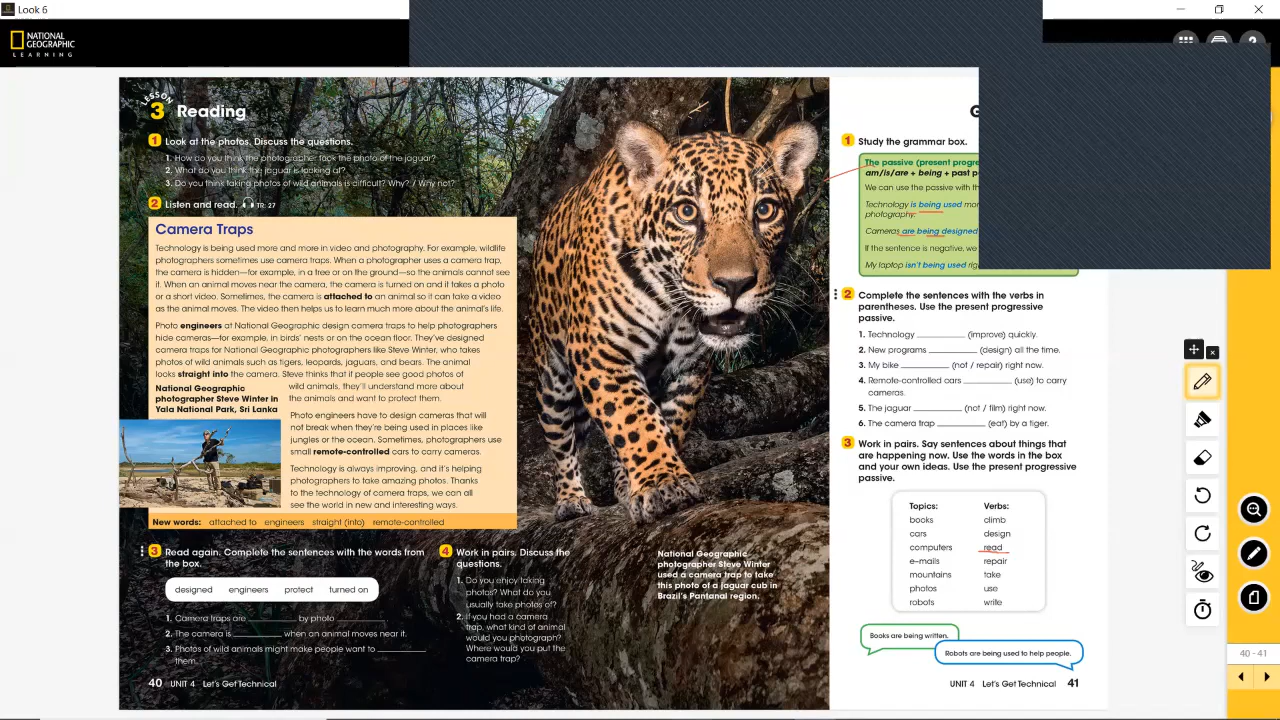 Look 6
NATIONAL
GEOGRAPHIC
LEARNING
LESSON
3 Reading
1 Look at the photos. Discuss the questions.
1. How do you think the photographer took the photo of the jaguar?
2. What do you think the jaguar is looking at?
3. Do you think taking photos of wild animals is difficult? Why? / Why not?
2 Listen and read. TR: 27
Camera Traps
Technology is being used more and more in video and photography. For example, wildlife
photographers sometimes use camera traps. When a photographer uses a camera trap,
the camera is hidden—for example, in a tree or on the ground—so the animals cannot see
it. When an animal moves near the camera, the camera is turned on and it takes a photo
or a short video. Sometimes, the camera is attached to an animal so it can take a video
as the animal moves. The video then helps us to learn much more about the animal's life.
Photo engineers at National Geographic design camera traps to help photographers
hide cameras—for example, in birds' nests or on the ocean floor. They've designed
camera traps for National Geographic photographers like Steve Winter, who takes
photos of wild animals such as tigers, leopards, jaguars, and bears. The animal
looks straight into the camera. Steve thinks that if people see good photos of
wild animals, they'll understand more about
the animals and want to protect them.
National Geographic
photographer Steve Winter in
Yala National Park, Sri Lanka
Photo engineers have to design cameras that will
not break when they're being used in places like
jungles or the ocean. Sometimes, photographers use
small remote-controlled cars to carry cameras.
Technology is always improving, and it's helping
photographers to take amazing photos. Thanks
to the technology of camera traps, we can all
see the world in new and interesting ways.
New words: attached to engineers straight (into) remote-controlled
3 Read again. Complete the sentences with the words from
the box.
designed engineers protect turned on
1. Camera traps are __________ by photo __________.
2. The camera is __________ when an animal moves near it.
3. Photos of wild animals might make people want to __________
them.
4 Work in pairs. Discuss the
questions.
1. Do you enjoy taking
photos? What do you
usually take photos of?
2. If you had a camera
trap, what kind of animal
would you photograph?
Where would you put the
camera trap?
National Geographic
photographer Steve Winter
used a camera trap to take
this photo of a jaguar cub in
Brazil's Pantanal region.
40 UNIT 4 Let's Get Technical
G
1 Study the grammar box.
The passive (present progre
am/is/are + being + past p
We can use the passive with th
Technology is being used mor
photography.
Cameras are being designed
If the sentence is negative, we
My laptop isn't being used rig
2 Complete the sentences with the verbs in
parentheses. Use the present progressive
passive.
1. Technology __________ (improve) quickly.
2. New programs __________ (design) all the time.
3. My bike __________ (not / repair) right now.
4. Remote-controlled cars __________ (use) to carry
cameras.
5. The jaguar __________ (not / film) right now.
6. The camera trap __________ (eat) by a tiger.
3 Work in pairs. Say sentences about things that
are happening now. Use the words in the box
and your own ideas. Use the present progressive
passive.
Topics: Verbs:
books climb
cars design
computers read
e-mails repair
mountains take
photos use
robots write
Books are being written.
Robots are being used to help people.
UNIT 4 Let's Get Technical 41
40 - 41